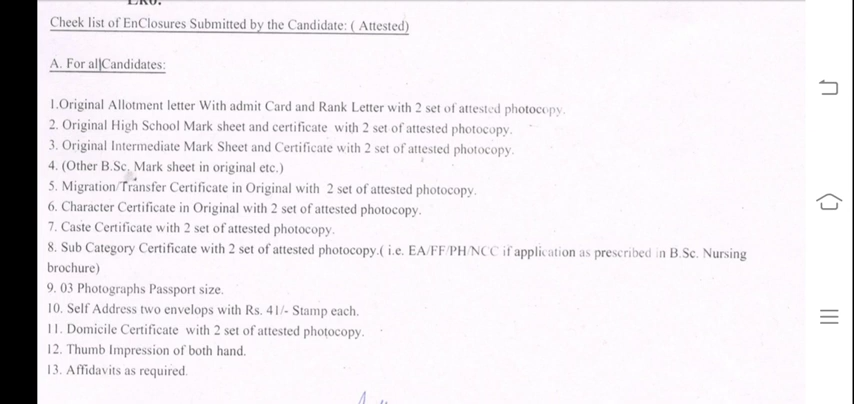 Cheek list of EnClosures Submitted by the Candidate: ( Attested)
A. For all Candidates:
1.Original Allotment letter With admit Card and Rank Letter with 2 set of attested photocopy.
2. Original High School Mark sheet and certificate with 2 set of attested photocopy.
3. Original Intermediate Mark Sheet and Certificate with 2 set of attested photocopy.
4. (Other B.Sc. Mark sheet in original etc.)
5. Migration/Transfer Certificate in Original with 2 set of attested photocopy.
6. Character Certificate in Original with 2 set of attested photocopy.
7. Caste Certificate with 2 set of attested photocopy.
8. Sub Category Certificate with 2 set of attested photocopy.( i.e. EA/FF/PH/NCC if application as prescribed in B.Sc. Nursing
brochure)
9. 03 Photographs Passport size.
10. Self Address two envelops with Rs. 41/- Stamp each.
11. Domicile Certificate with 2 set of attested photocopy.
12. Thumb Impression of both hand.
13. Affidavits as required.